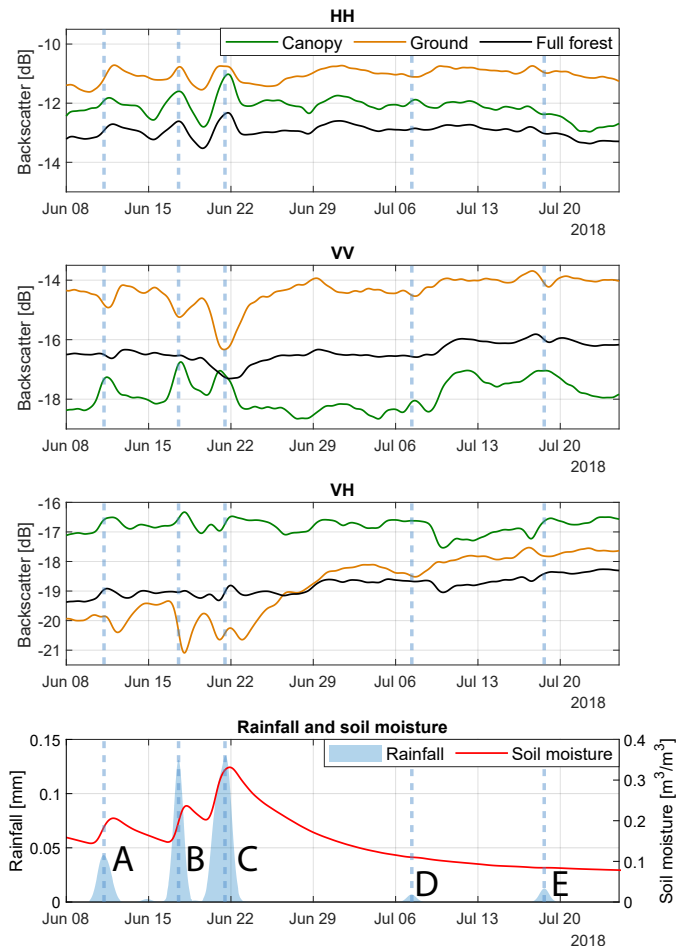 HH
Canopy Ground Full forest
Backscatter [dB]
-10
-12
-14
Jun 08 Jun 15 Jun 22 Jun 29 Jul 06 Jul 13 Jul 20
2018
VV
Backscatter [dB]
-14
-16
-18
Jun 08 Jun 15 Jun 22 Jun 29 Jul 06 Jul 13 Jul 20
2018
VH
Backscatter [dB]
-16
-17
-18
-19
-20
-21
Jun 08 Jun 15 Jun 22 Jun 29 Jul 06 Jul 13 Jul 20
2018
Rainfall and soil moisture
Rainfall Soil moisture
Rainfall [mm]
0.15
0.1
0.05
0
A B C D E
0.4
0.3
0.2
0.1
0
Soil moisture [m³/m³]
Jun 08 Jun 15 Jun 22 Jun 29 Jul 06 Jul 13 Jul 20
2018